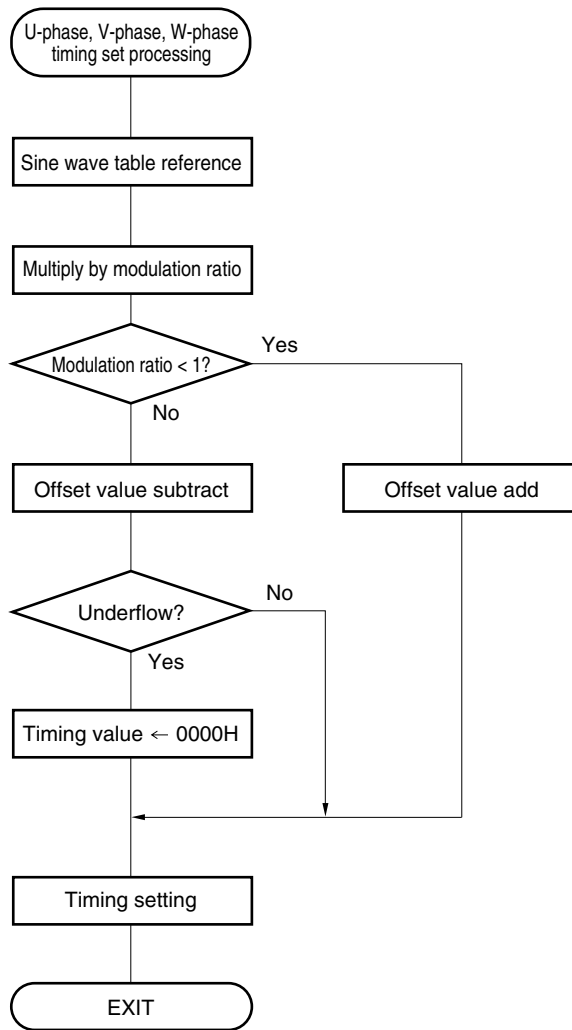 U-phase, V-phase, W-phase
timing set processing
Sine wave table reference
Multiply by modulation ratio
Modulation ratio < 1?
Yes
No
Offset value subtract
Offset value add
Underflow?
No
Yes
Timing value ← 0000H
Timing setting
EXIT